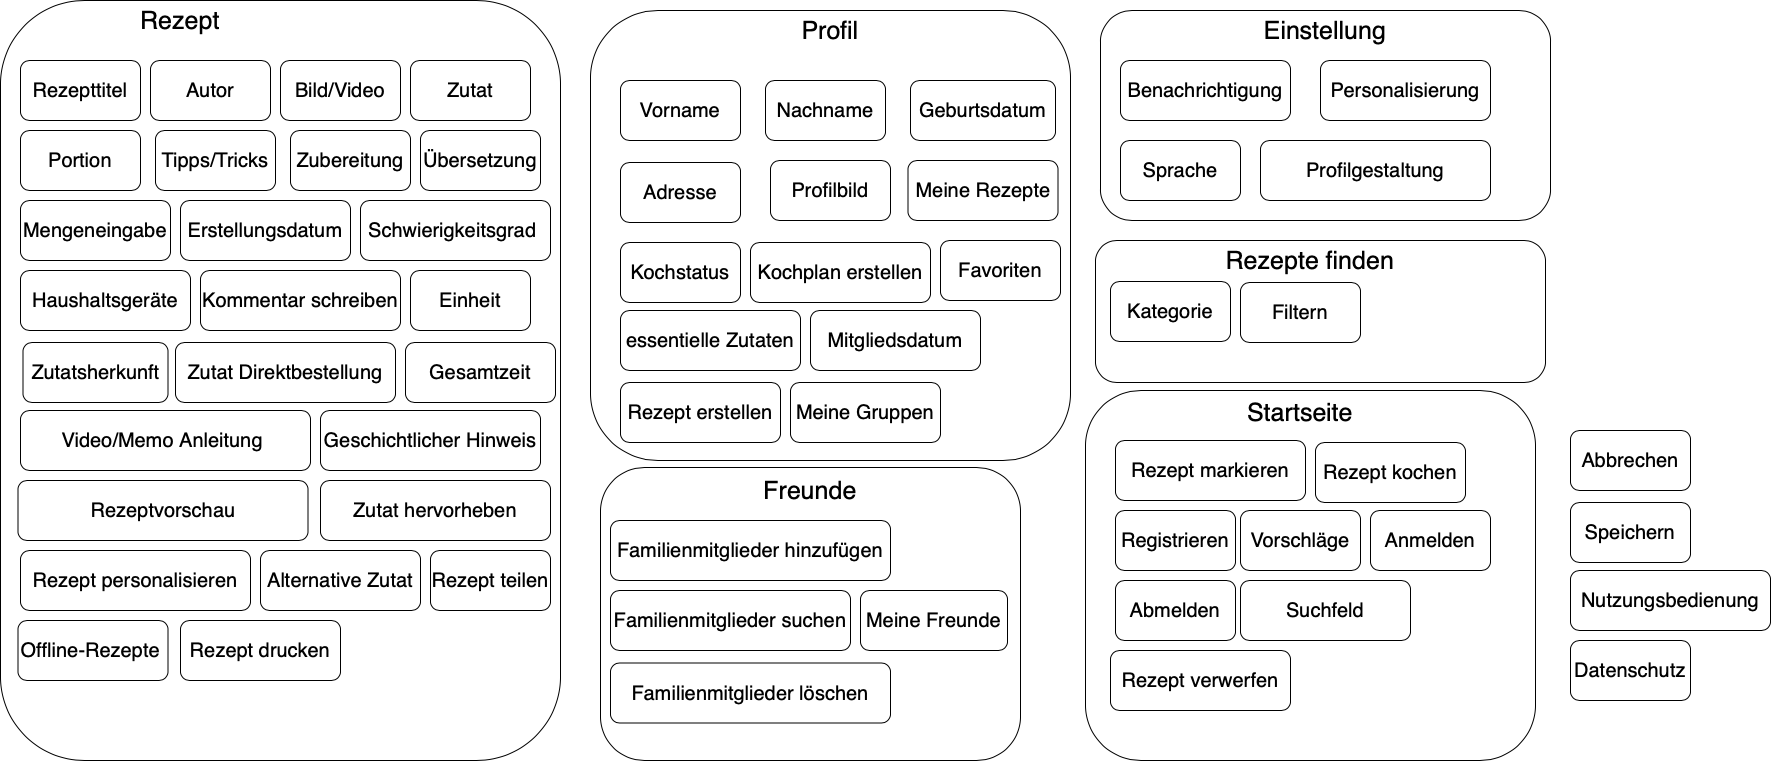 Rezept
Rezepttitel
Autor
Bild/Video
Zutat
Portion
Tipps/Tricks
Zubereitung
Übersetzung
Mengeneingabe
Erstellungsdatum
Schwierigkeitsgrad
Haushaltsgeräte
Kommentar schreiben
Einheit
Zutatsherkunft
Zutat Direktbestellung
Gesamtzeit
Video/Memo Anleitung
Geschichtlicher Hinweis
Rezeptvorschau
Zutat hervorheben
Rezept personalisieren
Alternative Zutat
Rezept teilen
Offline-Rezepte
Rezept drucken
Profil
Vorname
Nachname
Geburtsdatum
Adresse
Profilbild
Meine Rezepte
Kochstatus
Kochplan erstellen
Favoriten
essentielle Zutaten
Mitgliedsdatum
Rezept erstellen
Meine Gruppen
Freunde
Familienmitglieder hinzufügen
Familienmitglieder suchen
Meine Freunde
Familienmitglieder löschen
Einstellung
Benachrichtigung
Personalisierung
Sprache
Profilgestaltung
Rezepte finden
Kategorie
Filtern
Startseite
Rezept markieren
Rezept kochen
Registrieren
Vorschläge
Anmelden
Abmelden
Suchfeld
Rezept verwerfen
Abbrechen
Speichern
Nutzungsbedienung
Datenschutz